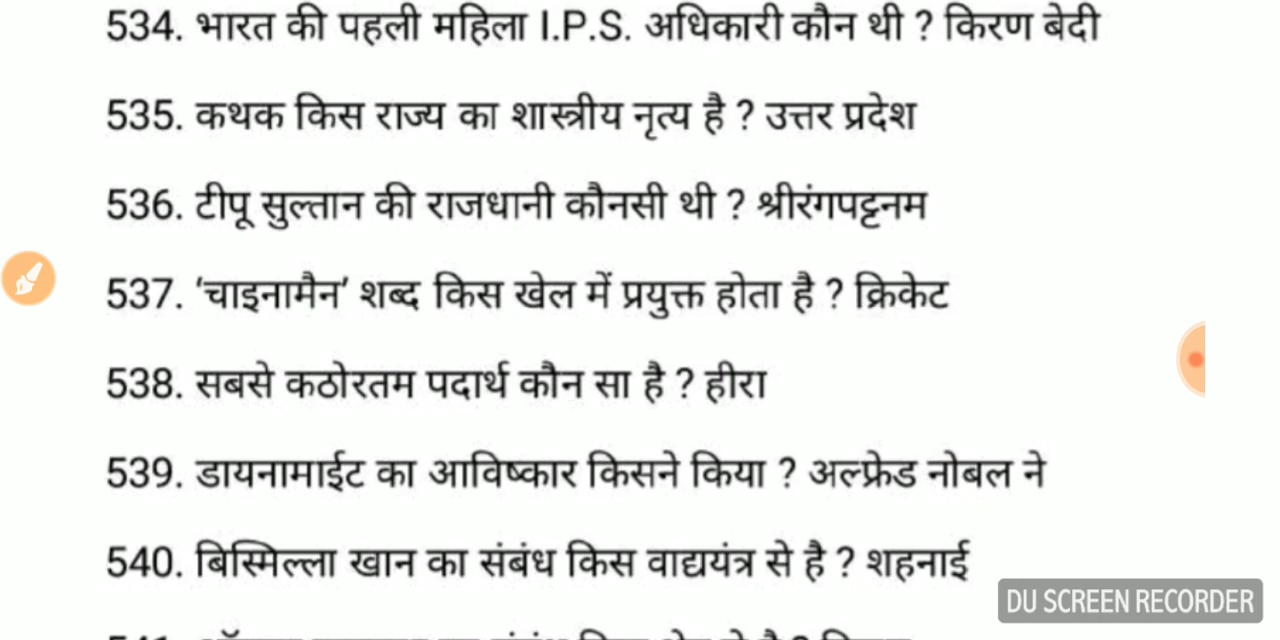 534. भारत की पहली महिला I.P.S. अधिकारी कौन थी ? किरण बेदी
535. कथक किस राज्य का शास्त्रीय नृत्य है ? उत्तर प्रदेश
536. टीपू सुल्तान की राजधानी कौनसी थी ? श्रीरंगपट्टनम
537. 'चाइनामैन' शब्द किस खेल में प्रयुक्त होता है ? क्रिकेट
538. सबसे कठोरतम पदार्थ कौन सा है ? हीरा
539. डायनामाईट का आविष्कार किसने किया ? अल्फ्रेड नोबल ने
540. बिस्मिल्ला खान का संबंध किस वाद्ययंत्र से है ? शहनाई
DU SCREEN RECORDER